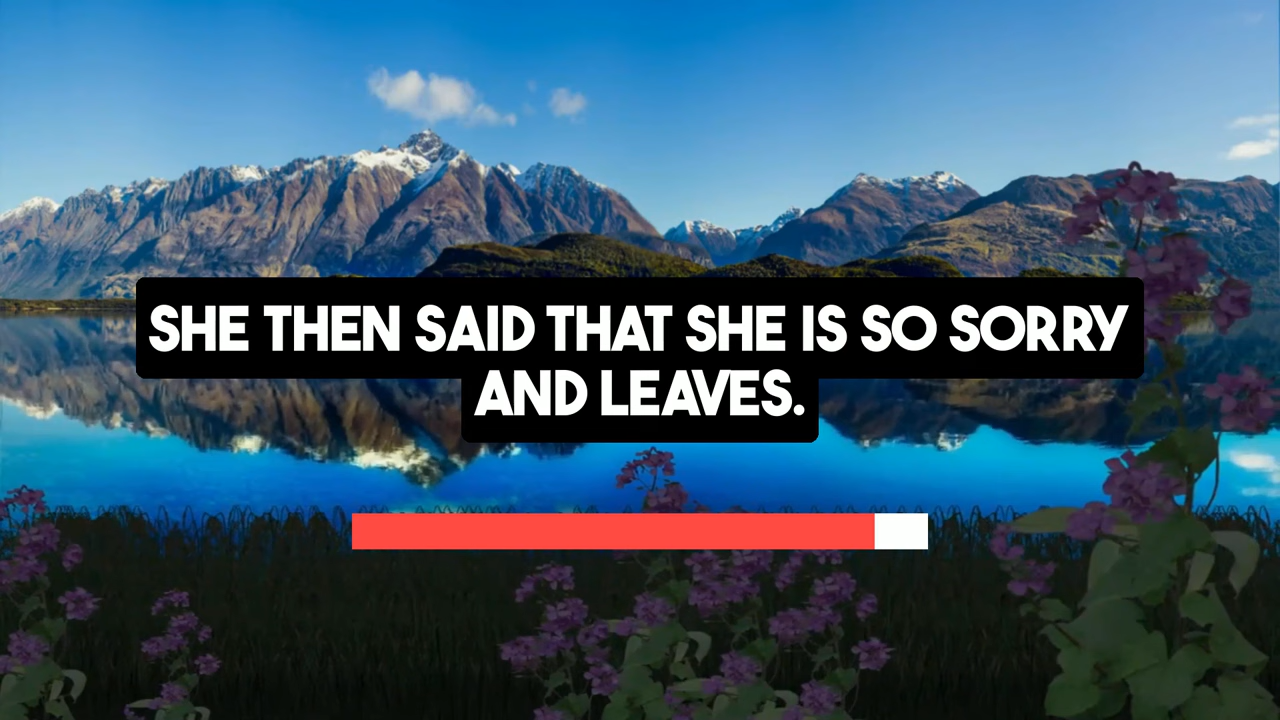 SHE THEN SAID THAT SHE IS SO SORRY
AND LEAVES.